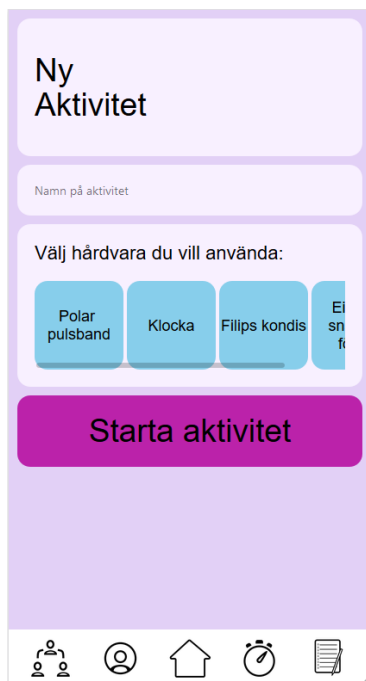 Ny
Aktivitet
Namn på aktivitet
Välj hårdvara du vill använda:
Polar
pulsband
Klocka
Filips kondis
Starta aktivitet